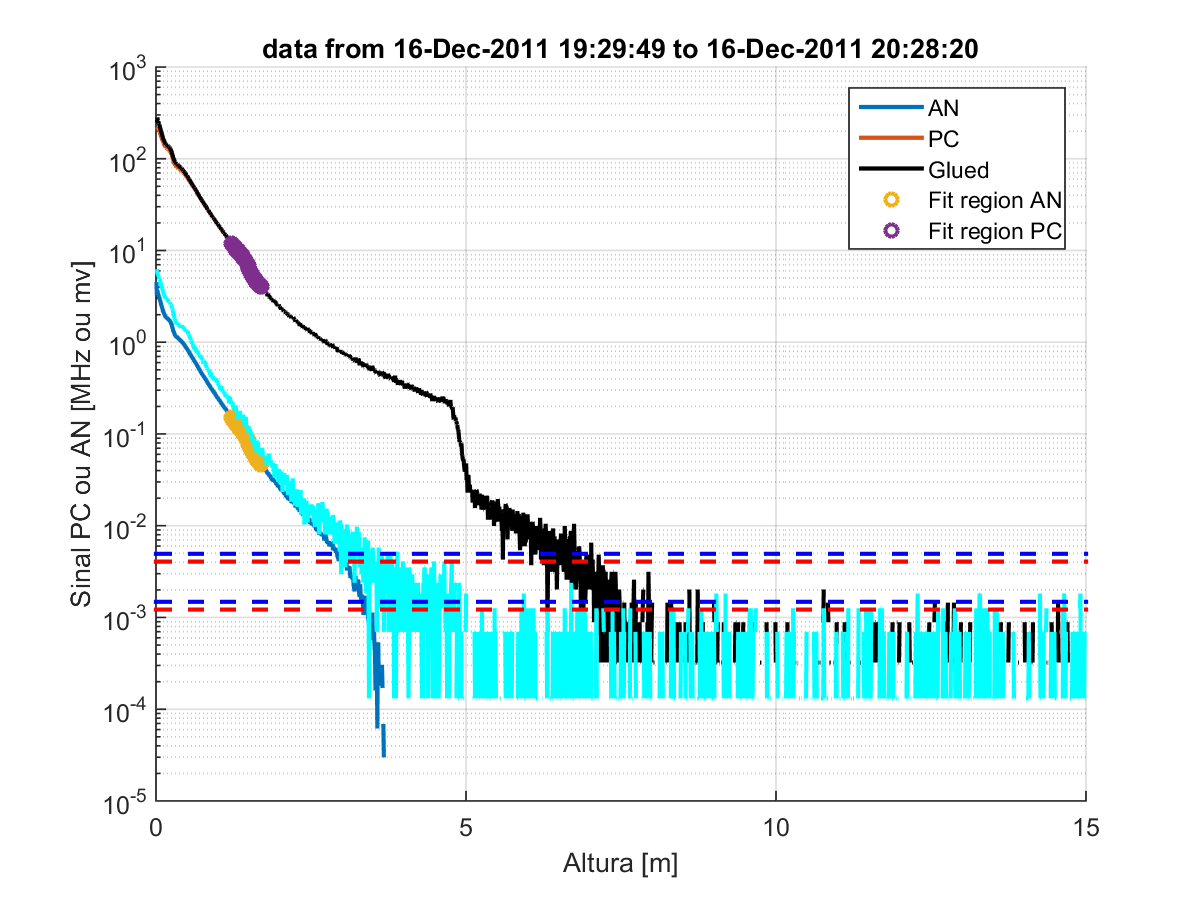 data from 16-Dec-2011 19:29:49 to 16-Dec-2011 20:28:20
Sinal PC ou AN [MHz ou mv]
10^3
10^2
10^1
10^0
10^-1
10^-2
10^-3
10^-4
10^-5
AN
PC
Glued
Fit region AN
Fit region PC
0 5 10 15
Altura [m]